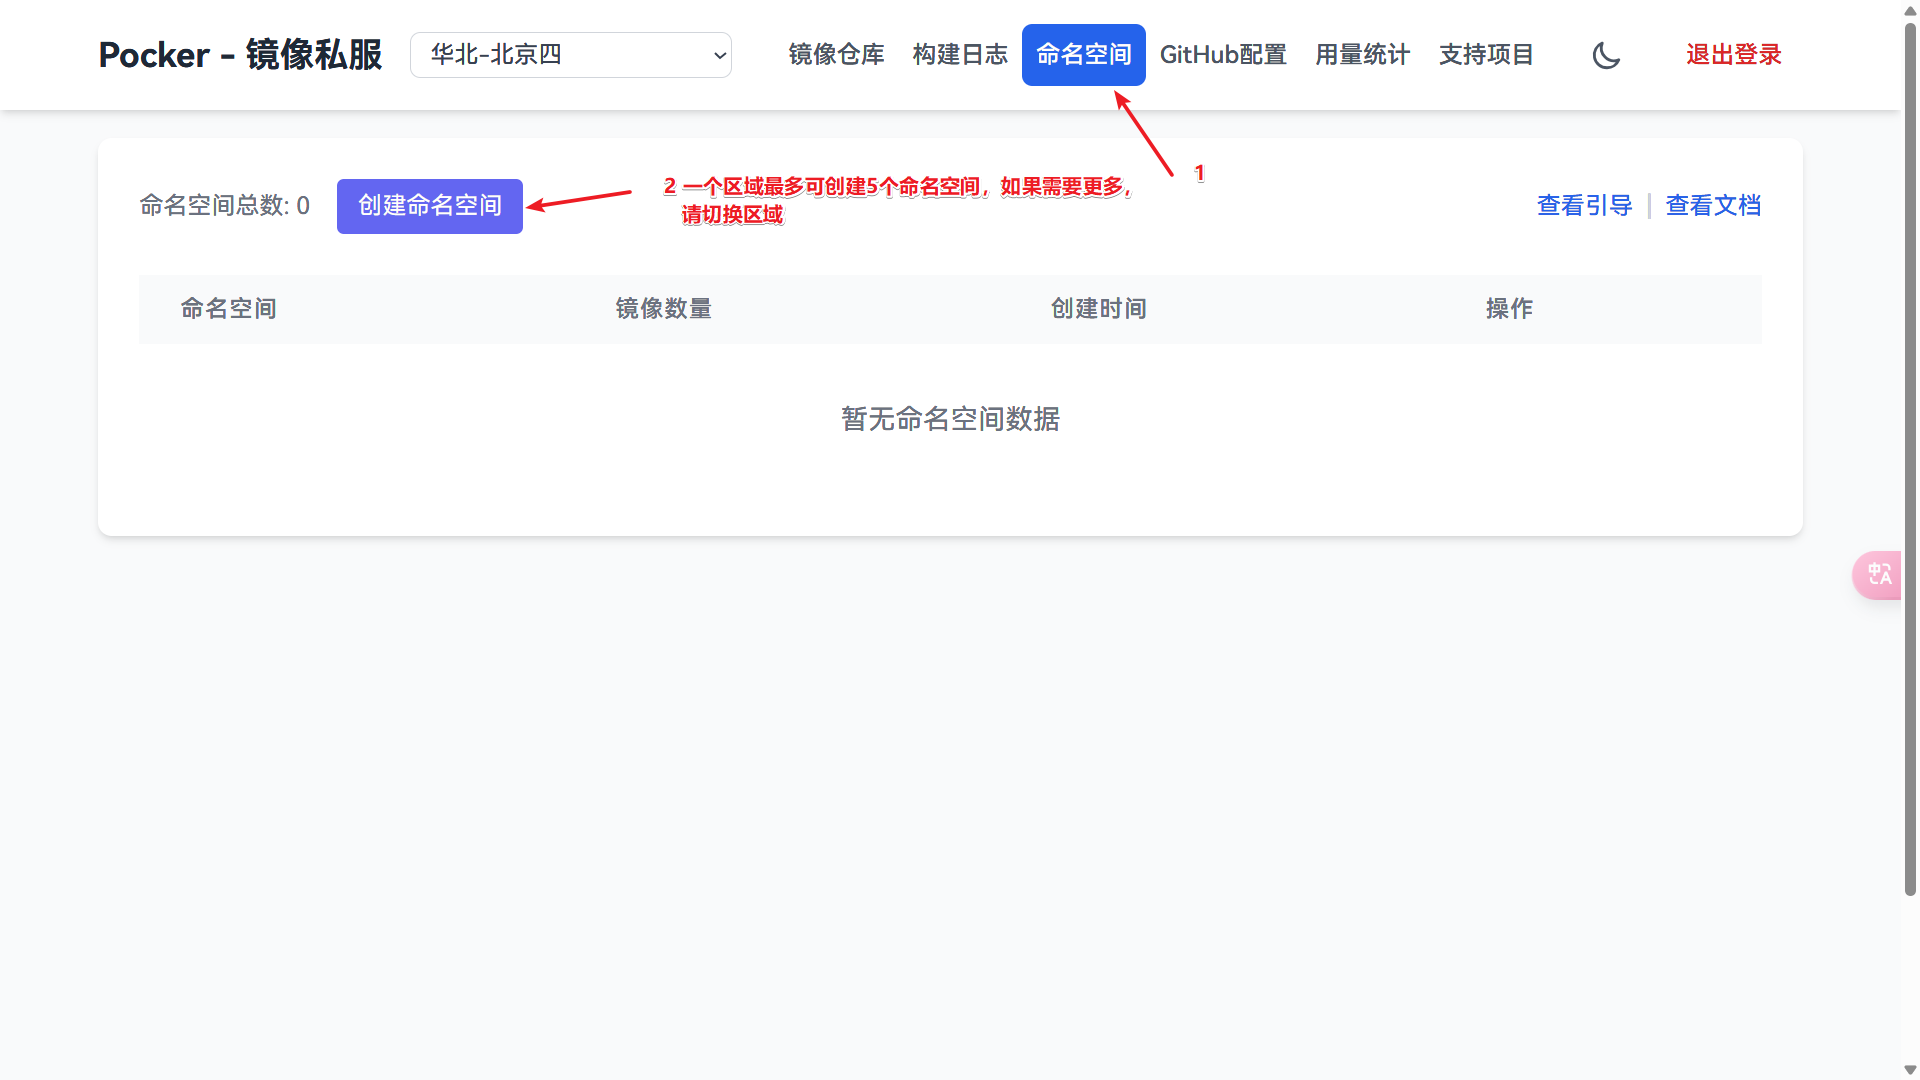 Pocker - 镜像私服
华北-北京四
镜像仓库
构建日志
命名空间
GitHub配置
用量统计
支持项目
退出登录
1
命名空间总数: 0
创建命名空间
2 一个区域最多可创建5个命名空间，如果需要更多，
请切换区域
查看引导
查看文档
命名空间
镜像数量
创建时间
操作
暂无命名空间数据
中A